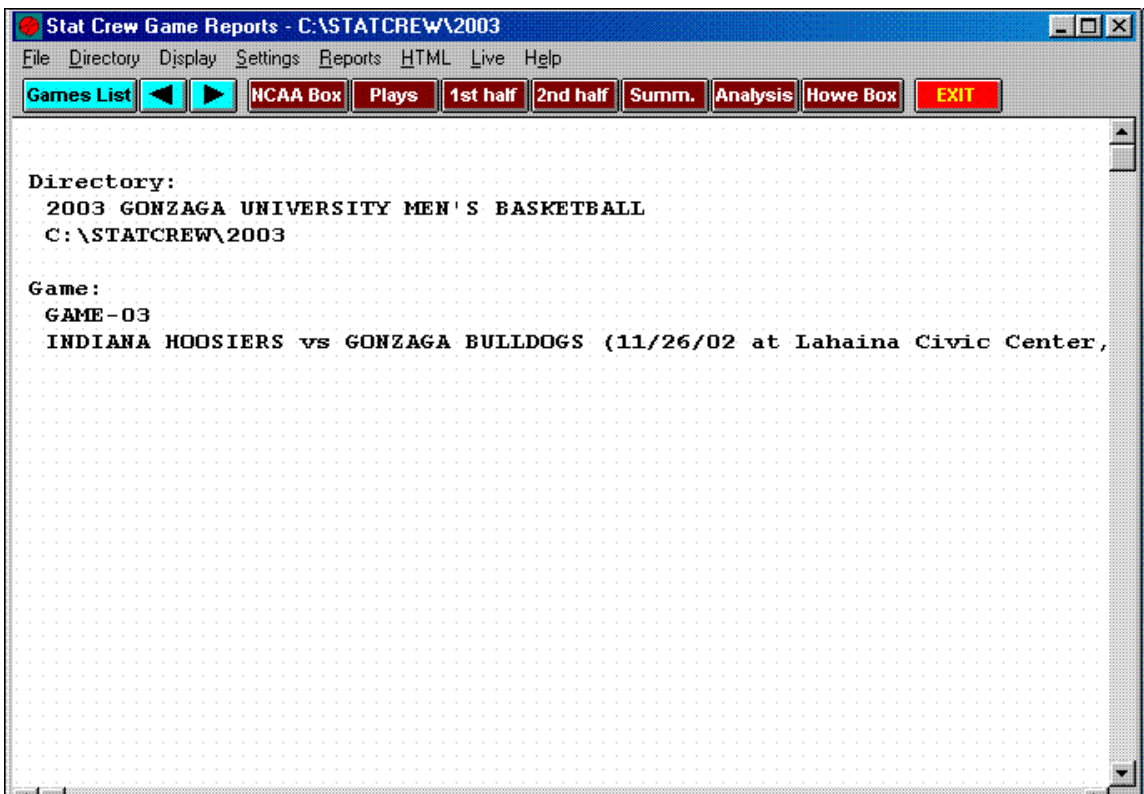 Stat Crew Game Reports - C:\STATCREW\2003
File Directory Display Settings Reports HTML Live Help
Games List NCAA Box Plays 1st half 2nd half Summ. Analysis Howe Box EXIT
Directory:
2003 GONZAGA UNIVERSITY MEN'S BASKETBALL
C:\STATCREW\2003
Game:
GAME-03
INDIANA HOOSIERS vs GONZAGA BULLDOGS (11/26/02 at Lahaina Civic Center,